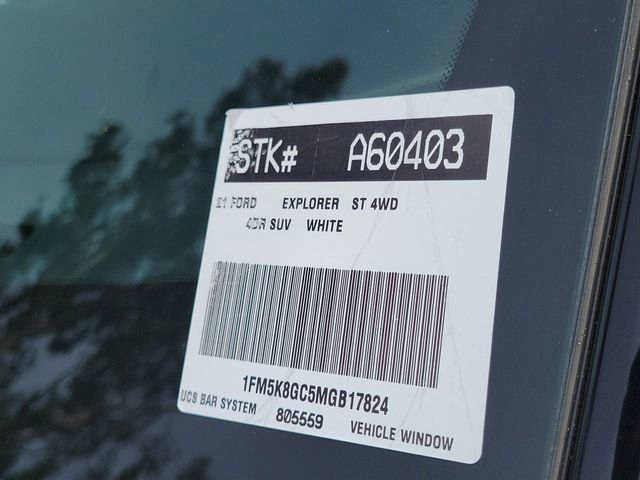 STK# A60403
21 FORD EXPLORER ST 4WD
4DR SUV WHITE
1FM5K8GC5MGB17824
UCS BAR SYSTEM 805559 VEHICLE WINDOW